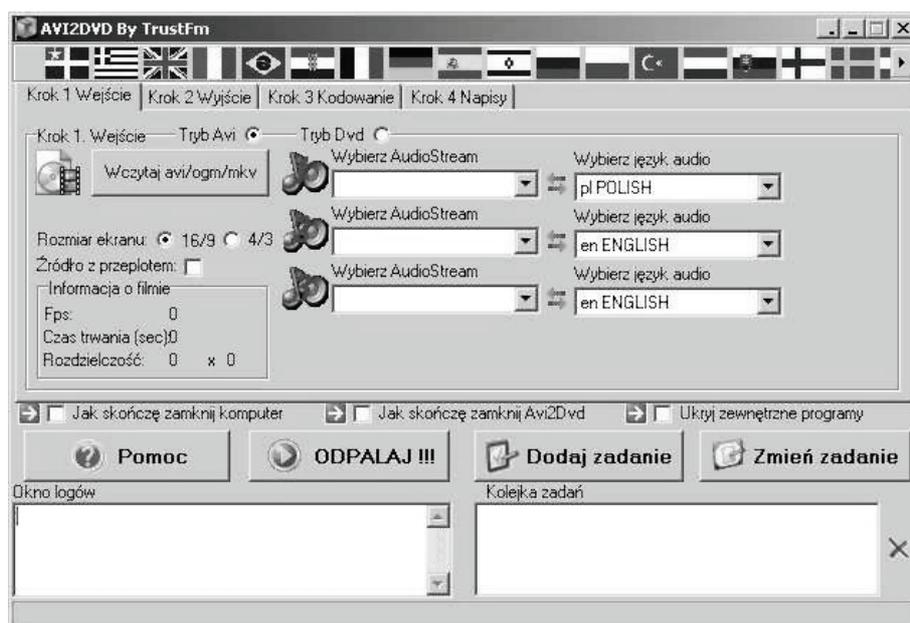 AVI2DVD By TrustFm
Krok 1 Wejście
Krok 2 Wyjście
Krok 3 Kodowanie
Krok 4 Napisy
Krok 1. Wejście
Tryb Avi
Tryb Dvd
Wczytaj avi/ogm/mkv
Wybierz AudioStream
Wybierz język audio
pl POLISH
Wybierz AudioStream
Wybierz język audio
en ENGLISH
Wybierz AudioStream
Wybierz język audio
en ENGLISH
Rozmiar ekranu: 16/9 4/3
Źródło z przeplotem:
Informacja o filmie
Fps: 0
Czas trwania (sec):0
Rozdzielczość: 0 x 0
Jak skończę zamknij komputer
Jak skończę zamknij Avi2Dvd
Ukryj zewnętrzne programy
Pomoc
ODPALAJ !!!
Dodaj zadanie
Zmień zadanie
Okno logów
Kolejka zadań